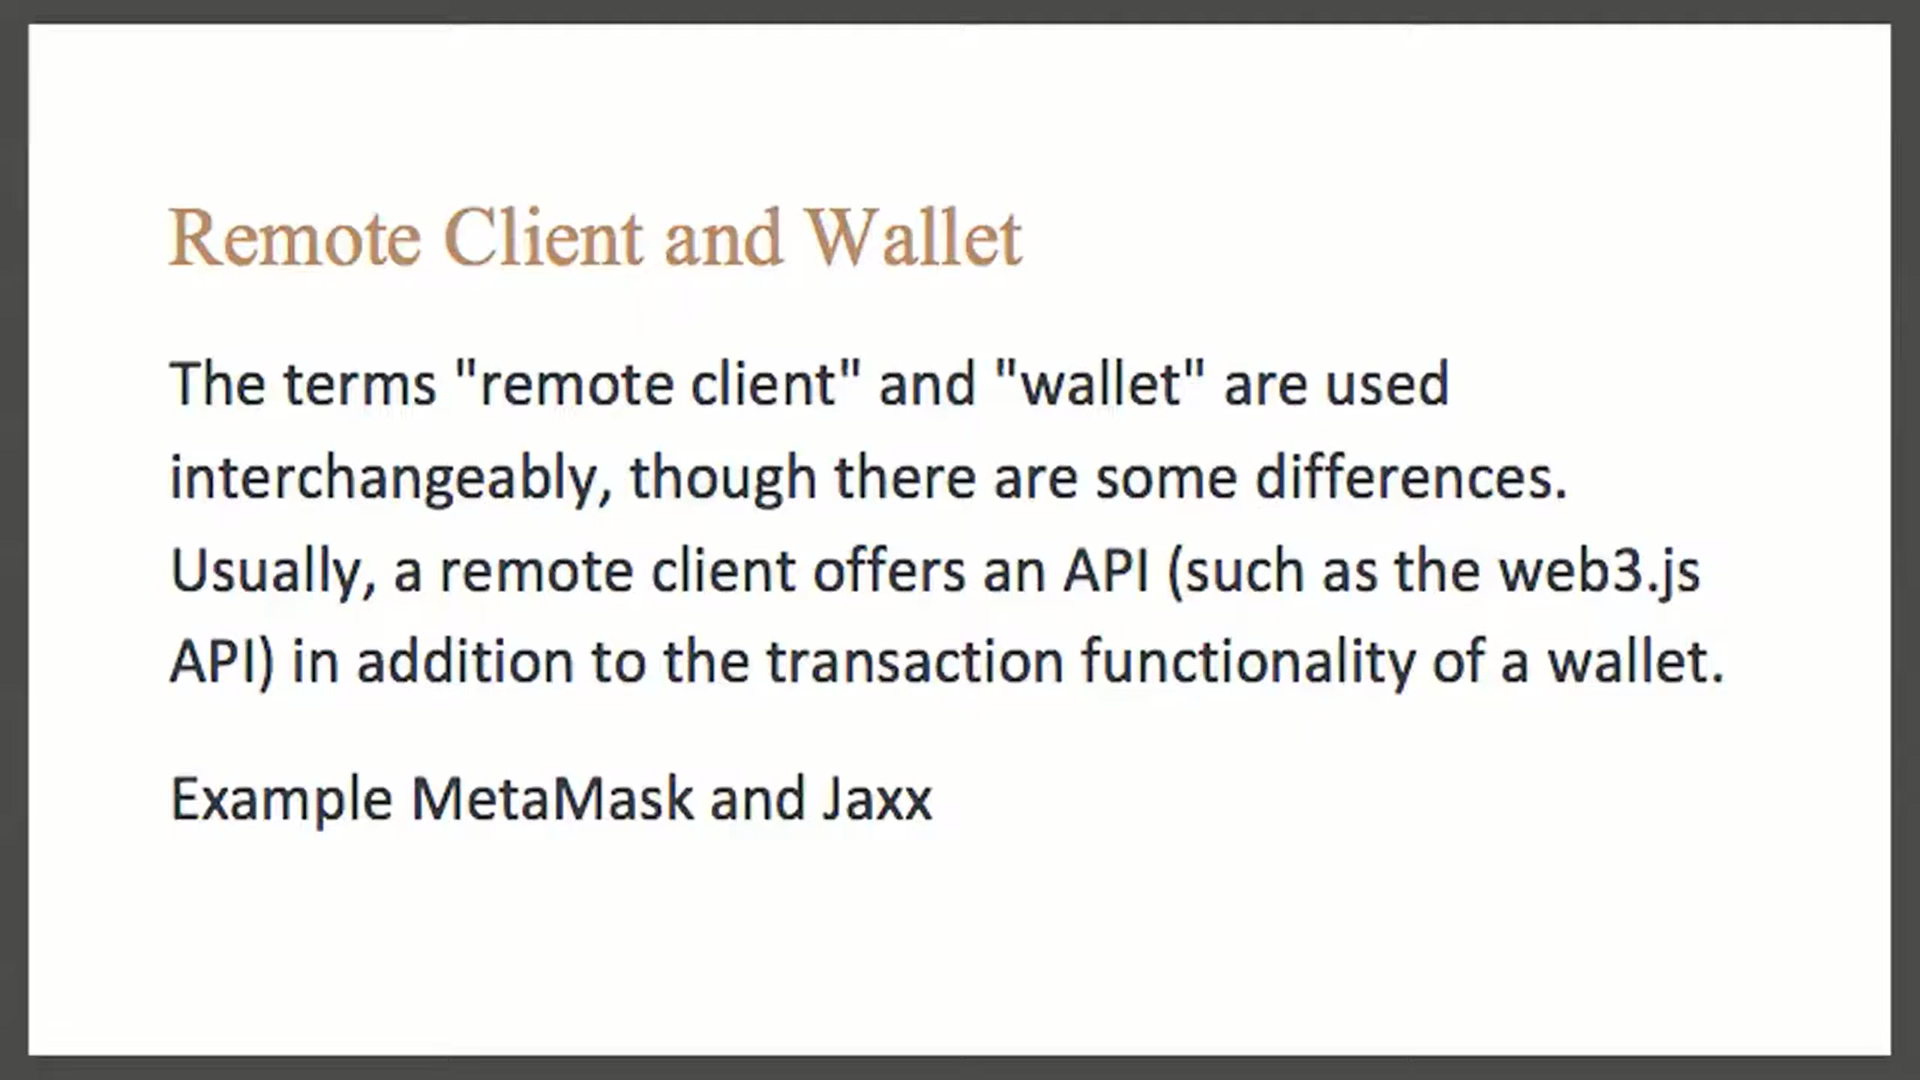 Remote Client and Wallet
The terms "remote client" and "wallet" are used
interchangeably, though there are some differences.
Usually, a remote client offers an API (such as the web3.js
API) in addition to the transaction functionality of a wallet.
Example MetaMask and Jaxx